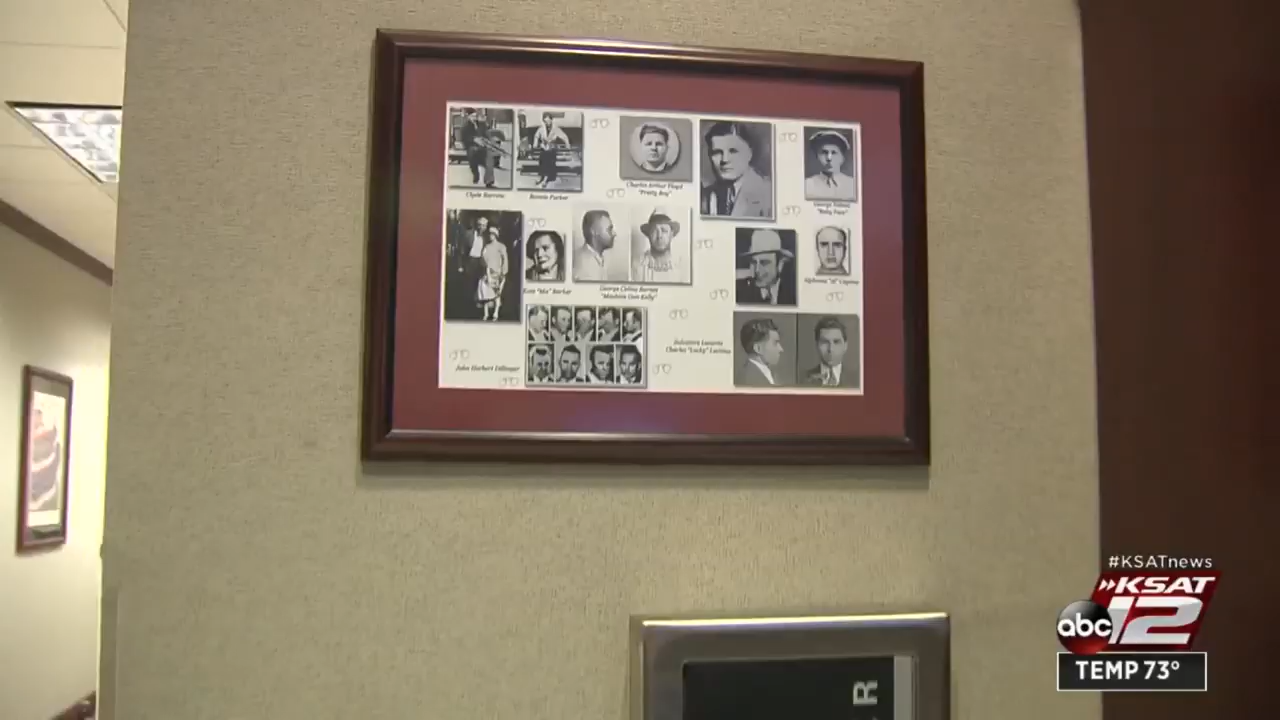 Clyde Barrow
Bonnie Parker
Charles Arthur Floyd
"Pretty Boy"
George Nelson
"Baby Face"
Kate "Ma" Barker
George Celino Barnes
"Machine Gun Kelly"
Alphonse "Al" Capone
Salvatore Lucania
Charles "Lucky" Luciano
John Herbert Dillinger
R
#KSATnews
KSAT
abc 12
TEMP 73°